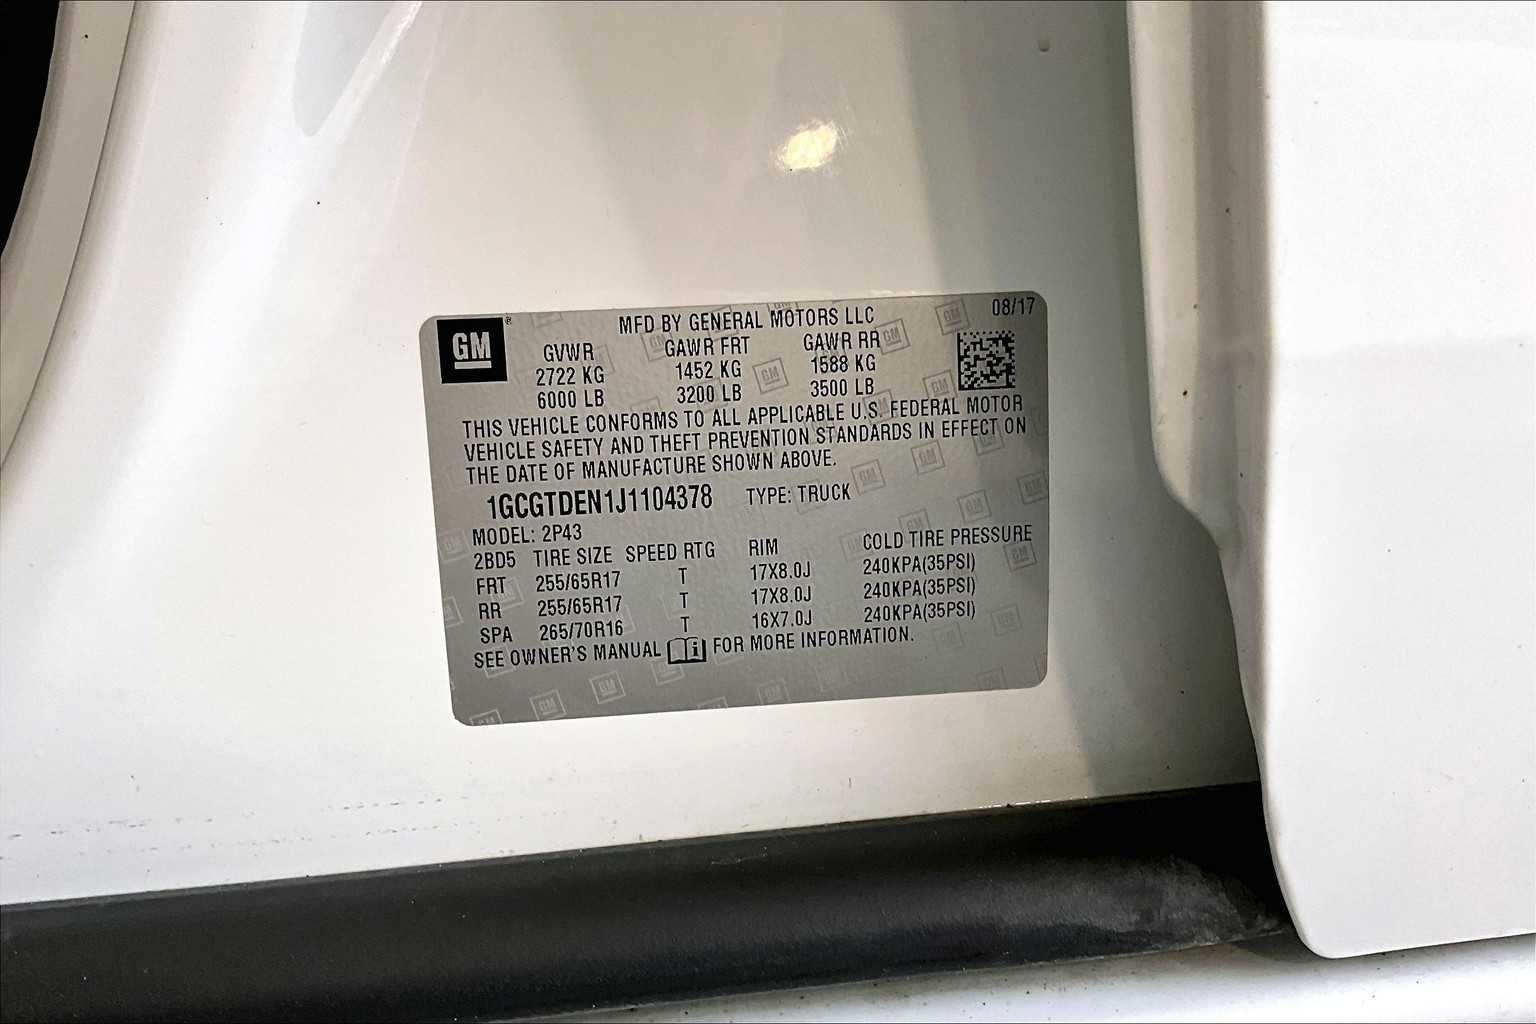 GM®
MFD BY GENERAL MOTORS LLC
08/17
GVWR GAWR FRT GAWR RR
2722 KG 1452 KG 1588 KG
6000 LB 3200 LB 3500 LB
THIS VEHICLE CONFORMS TO ALL APPLICABLE U.S. FEDERAL MOTOR
VEHICLE SAFETY AND THEFT PREVENTION STANDARDS IN EFFECT ON
THE DATE OF MANUFACTURE SHOWN ABOVE.
1GCGTDEN1J1104378 TYPE: TRUCK
MODEL: 2P43
2BD5 TIRE SIZE SPEED RTG RIM COLD TIRE PRESSURE
FRT 255/65R17 T 17X8.0J 240KPA(35PSI)
RR 255/65R17 T 17X8.0J 240KPA(35PSI)
SPA 265/70R16 T 16X7.0J 240KPA(35PSI)
SEE OWNER'S MANUAL i FOR MORE INFORMATION.